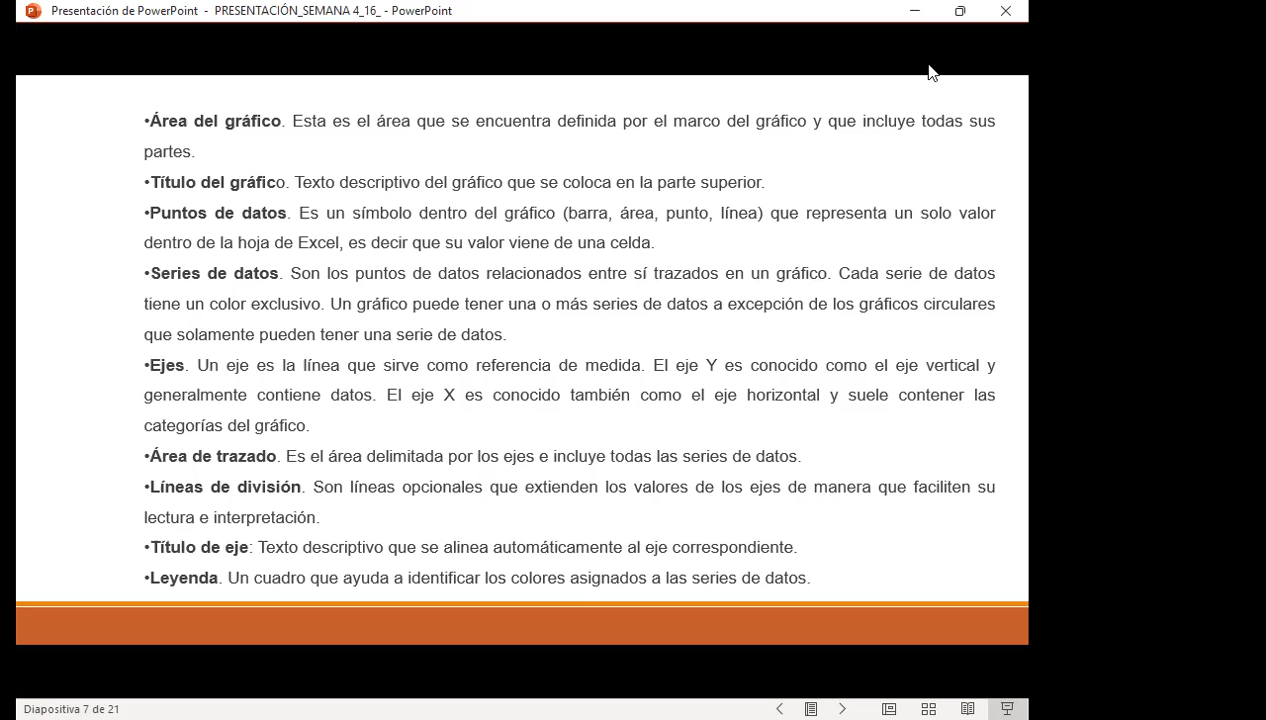 Presentación de PowerPoint - PRESENTACIÓN_SEMANA 4_16_ - PowerPoint
•Área del gráfico. Esta es el área que se encuentra definida por el marco del gráfico y que incluye todas sus
partes.
•Título del gráfico. Texto descriptivo del gráfico que se coloca en la parte superior.
•Puntos de datos. Es un símbolo dentro del gráfico (barra, área, punto, línea) que representa un solo valor
dentro de la hoja de Excel, es decir que su valor viene de una celda.
•Series de datos. Son los puntos de datos relacionados entre sí trazados en un gráfico. Cada serie de datos
tiene un color exclusivo. Un gráfico puede tener una o más series de datos a excepción de los gráficos circulares
que solamente pueden tener una serie de datos.
•Ejes. Un eje es la línea que sirve como referencia de medida. El eje Y es conocido como el eje vertical y
generalmente contiene datos. El eje X es conocido también como el eje horizontal y suele contener las
categorías del gráfico.
•Área de trazado. Es el área delimitada por los ejes e incluye todas las series de datos.
•Líneas de división. Son líneas opcionales que extienden los valores de los ejes de manera que faciliten su
lectura e interpretación.
•Título de eje: Texto descriptivo que se alinea automáticamente al eje correspondiente.
•Leyenda. Un cuadro que ayuda a identificar los colores asignados a las series de datos.
Diapositiva 7 de 21